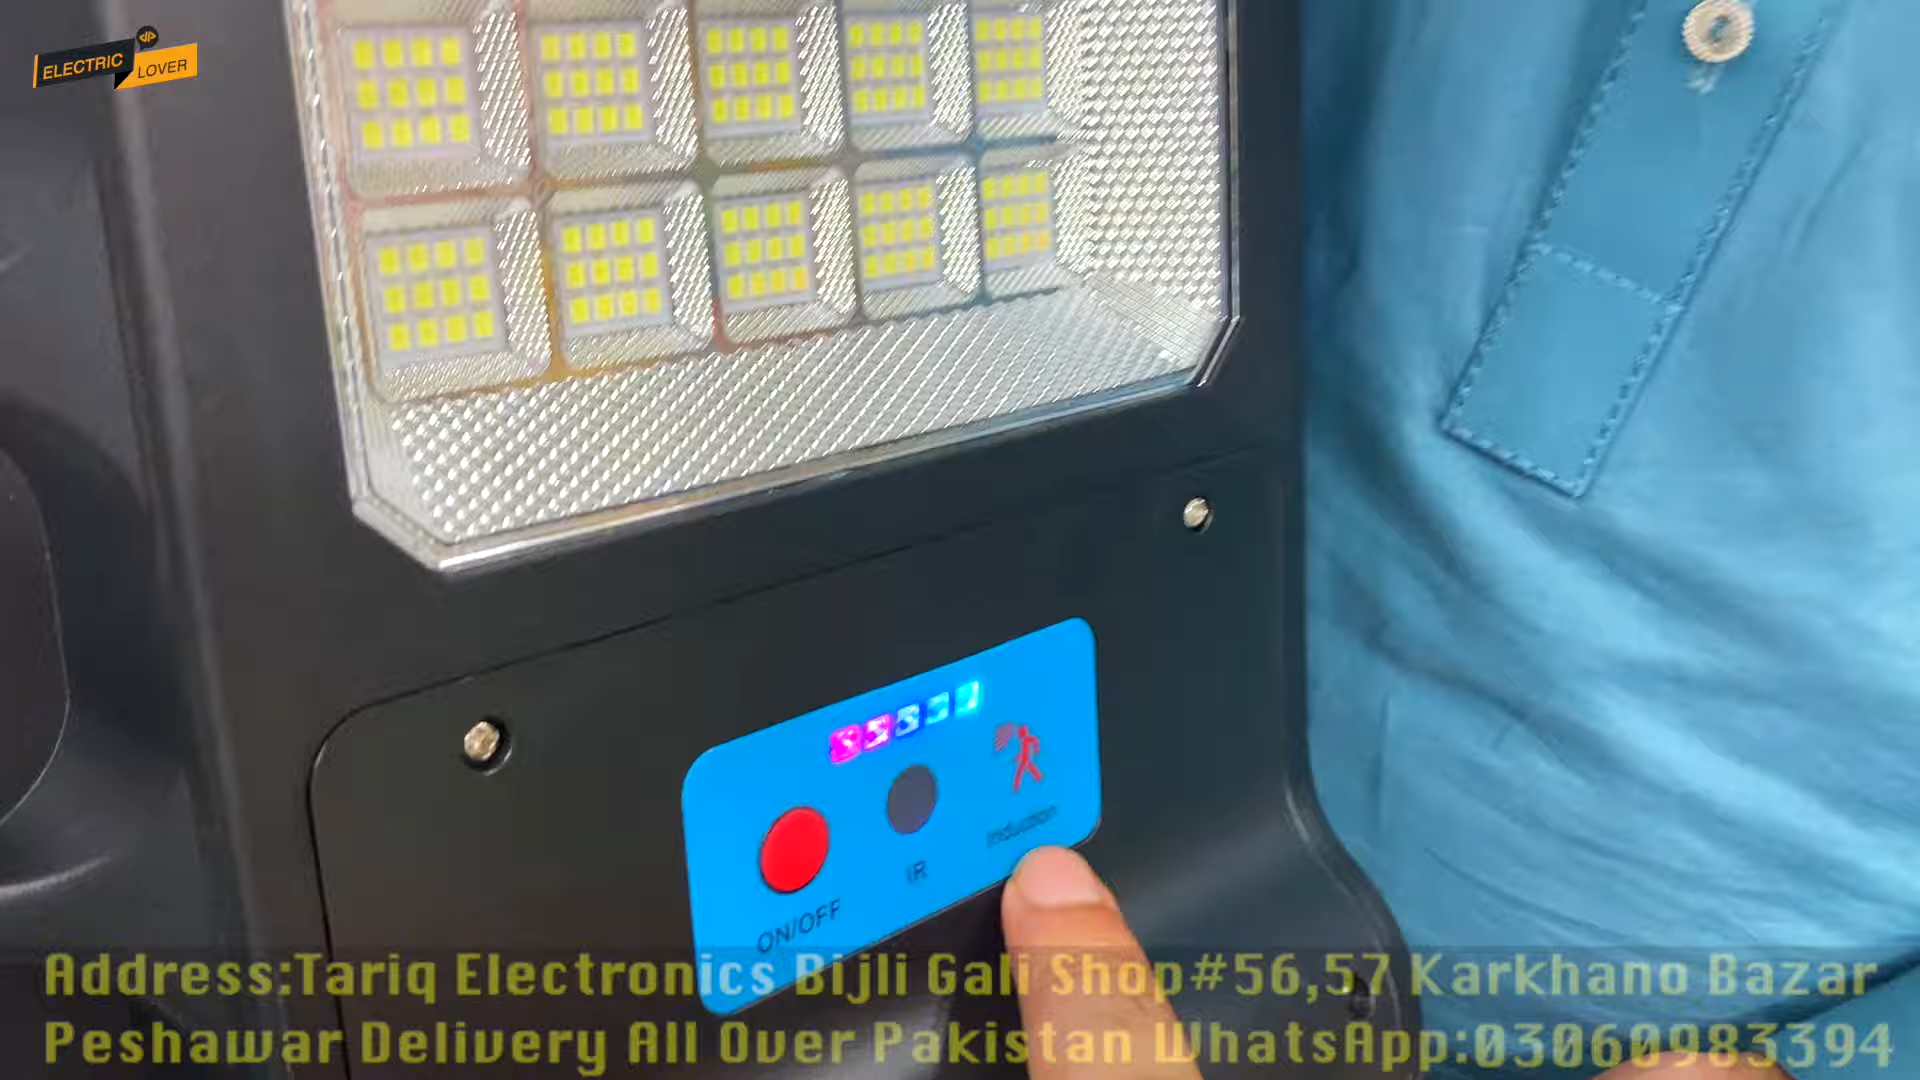 ELECTRIC
LOVER
ON/OFF
IR
Induction
Address:Tariq Electronics Bijli Gali Shop#56,57 Karkhano Bazar
Peshawar Delivery All Over Pakistan WhatsApp:03060983394